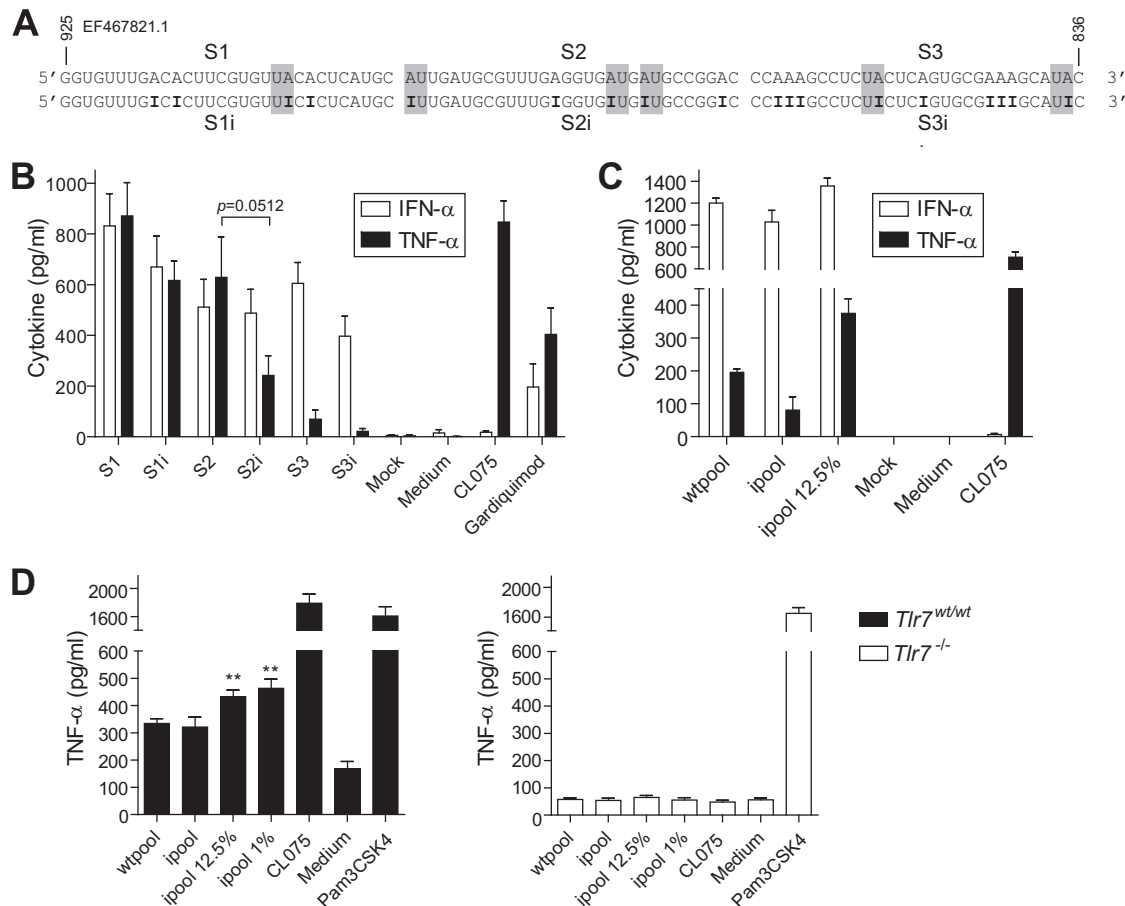 A
925 EF467821.1 836
S1 S2 S3
5′ GGUGUUUGACACUUCGUGUUACACUCAUGC AUUGAUGCGUUUGAGGUGAUGAUGCCGGAC CCAAAGCCUCUACUCAGUGCGAAAGCAUAC 3′
5′ GGUGUUUGICICUUCGUGUUICICUCAUGC IUUGAUGCGUUUGIGGUGIUGIUGCCGGIC CCIIIGCCUCUICUCIGUGCGIIIGCAUIC 3′
S1i S2i S3i
B
Cytokine (pg/ml)
1000
800
600
400
200
0
p=0.0512
IFN-α
TNF-α
S1 S1i S2 S2i S3 S3i Mock Medium CL075 Gardiquimod
C
Cytokine (pg/ml)
1400
1200
1000
800
600
400
300
200
100
0
IFN-α
TNF-α
wtpool ipool ipool 12.5% Mock Medium CL075
D
TNF-α (pg/ml)
2000
1600
600
500
400
300
200
100
0
** **
wtpool ipool ipool 12.5% ipool 1% CL075 Medium Pam3CSK4
TNF-α (pg/ml)
2000
1600
600
500
400
300
200
100
0
wtpool ipool ipool 12.5% ipool 1% CL075 Medium Pam3CSK4
Tlr7 wt/wt
Tlr7 -/-